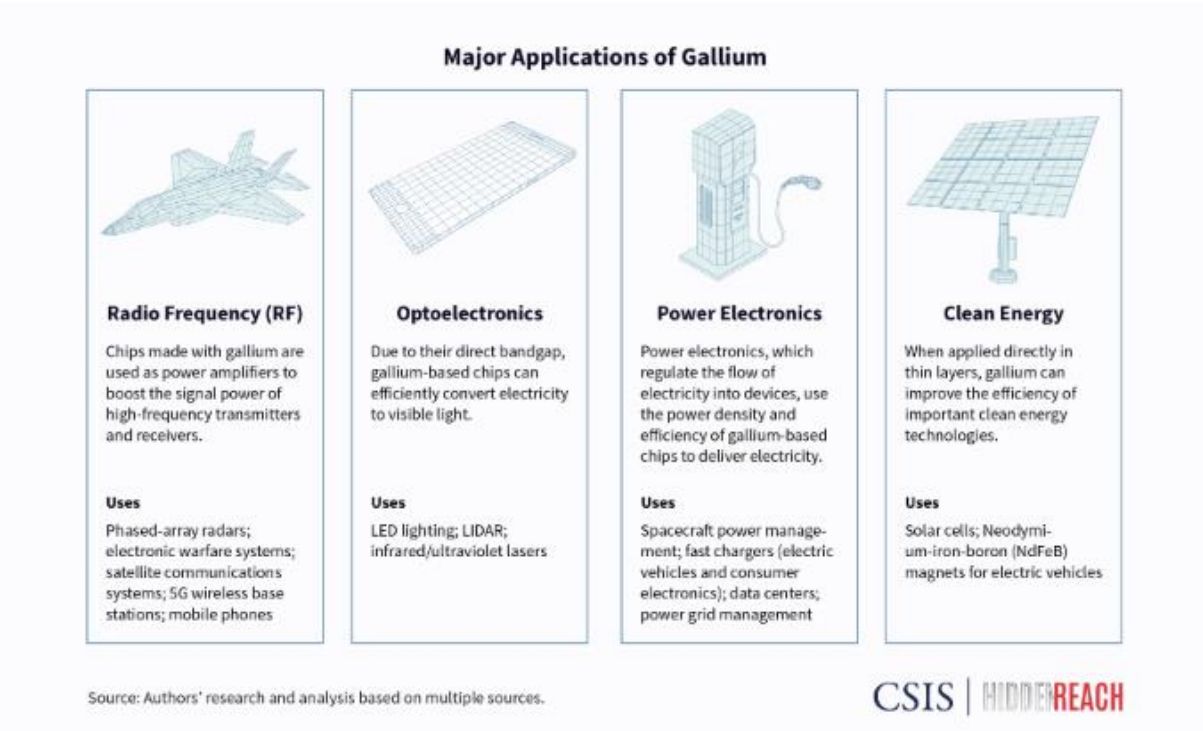 Major Applications of Gallium
Radio Frequency (RF)
Chips made with gallium are
used as power amplifiers to
boost the signal power of
high-frequency transmitters
and receivers.
Uses
Phased-array radars;
electronic warfare systems;
satellite communications
systems; 5G wireless base
stations; mobile phones
Optoelectronics
Due to their direct bandgap,
gallium-based chips can
efficiently convert electricity
to visible light.
Uses
LED lighting; LIDAR;
infrared/ultraviolet lasers
Power Electronics
Power electronics, which
regulate the flow of
electricity into devices, use
the power density and
efficiency of gallium-based
chips to deliver electricity.
Uses
Spacecraft power manage-
ment; fast chargers (electric
vehicles and consumer
electronics); data centers;
power grid management
Clean Energy
When applied directly in
thin layers, gallium can
improve the efficiency of
important clean energy
technologies.
Uses
Solar cells; Neodymi-
um-iron-boron (NdFeB)
magnets for electric vehicles
Source: Authors' research and analysis based on multiple sources.
CSIS | HIDDENREACH